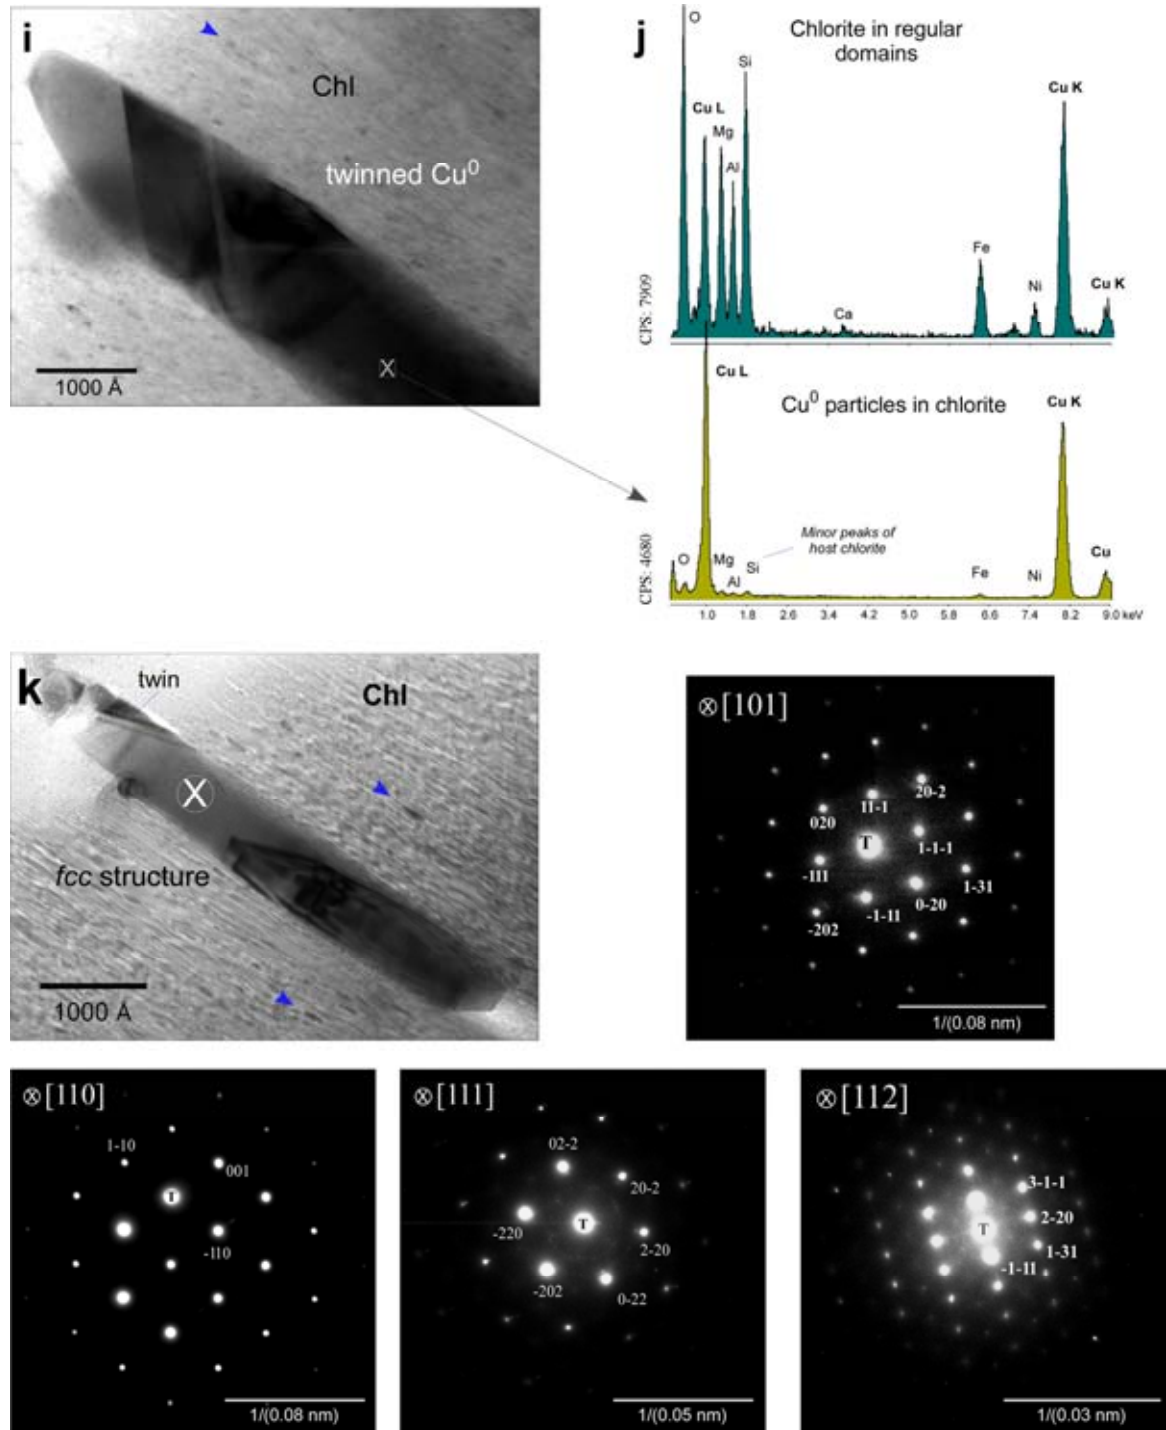 i
Chl
twinned Cu⁰
X
1000 Å
j
Chlorite in regular
domains
O
Si
Cu L
Mg
Al
Cu K
Fe
Ni
Ca
Cu K
CPS: 7909
Cu L
Cu⁰ particles in chlorite
Cu K
Minor peaks of
host chlorite
O
Mg
Al
Si
Fe
Ni
Cu
CPS: 4680
1.0 1.8 2.6 3.4 4.2 5.0 5.8 6.6 7.4 8.2 9.0 keV
k
twin
Chl
X
fcc structure
1000 Å
⊗[101]
20-2
11-1
020
T
1-1-1
-111
1-31
0-20
-1-11
-202
1/(0.08 nm)
⊗[110]
1-10
001
T
-110
1/(0.08 nm)
⊗[111]
02-2
20-2
-220
T
2-20
-202
0-22
1/(0.05 nm)
⊗[112]
3-1-1
2-20
T
1-31
-1-11
1/(0.03 nm)